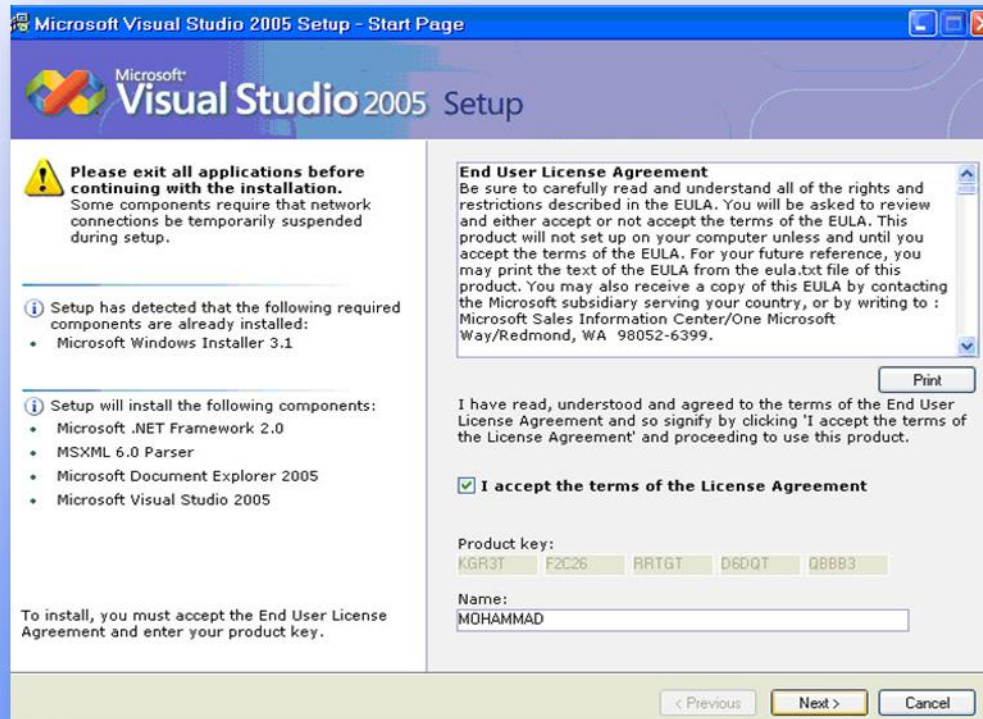 Microsoft Visual Studio 2005 Setup - Start Page
Microsoft
Visual Studio 2005 Setup
Please exit all applications before
continuing with the installation.
Some components require that network
connections be temporarily suspended
during setup.
Setup has detected that the following required
components are already installed:
• Microsoft Windows Installer 3.1
Setup will install the following components:
• Microsoft .NET Framework 2.0
• MSXML 6.0 Parser
• Microsoft Document Explorer 2005
• Microsoft Visual Studio 2005
To install, you must accept the End User License
Agreement and enter your product key.
End User License Agreement
Be sure to carefully read and understand all of the rights and
restrictions described in the EULA. You will be asked to review
and either accept or not accept the terms of the EULA. This
product will not set up on your computer unless and until you
accept the terms of the EULA. For your future reference, you
may print the text of the EULA from the eula.txt file of this
product. You may also receive a copy of this EULA by contacting
the Microsoft subsidiary serving your country, or by writing to :
Microsoft Sales Information Center/One Microsoft
Way/Redmond, WA 98052-6399.
Print
I have read, understood and agreed to the terms of the End User
License Agreement and so signify by clicking 'I accept the terms of
the License Agreement' and proceeding to use this product.
I accept the terms of the License Agreement
Product key:
KGR3T F2C26 RRTGT D6DQT QBBB3
Name:
MOHAMMAD
< Previous Next > Cancel